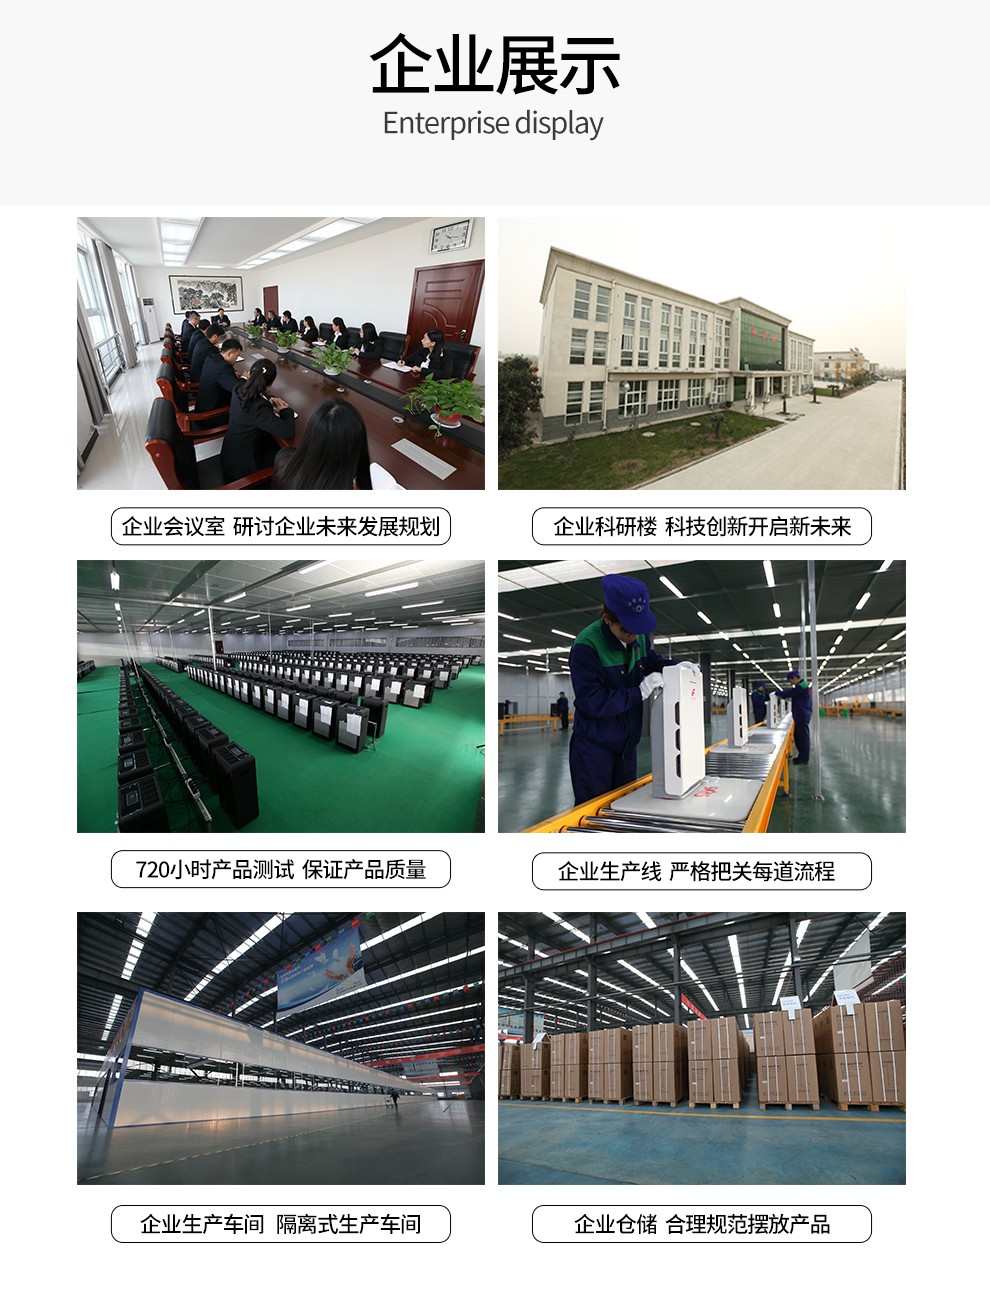 企业展示
Enterprise display
企业会议室 研讨企业未来发展规划
企业科研楼 科技创新开启新未来
720小时产品测试 保证产品质量
企业生产线 严格把关每道流程
企业生产车间 隔离式生产车间
企业仓储 合理规范摆放产品